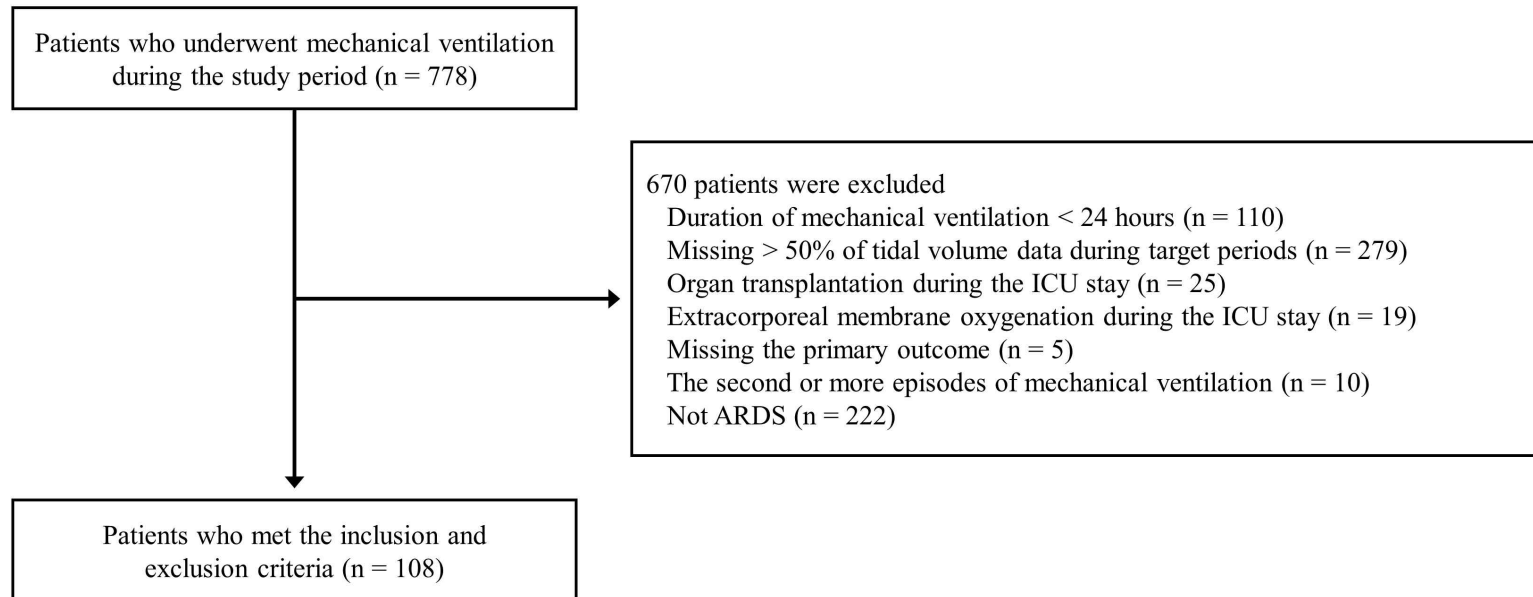 Patients who underwent mechanical ventilation
during the study period (n = 778)
670 patients were excluded
Duration of mechanical ventilation < 24 hours (n = 110)
Missing > 50% of tidal volume data during target periods (n = 279)
Organ transplantation during the ICU stay (n = 25)
Extracorporeal membrane oxygenation during the ICU stay (n = 19)
Missing the primary outcome (n = 5)
The second or more episodes of mechanical ventilation (n = 10)
Not ARDS (n = 222)
Patients who met the inclusion and
exclusion criteria (n = 108)